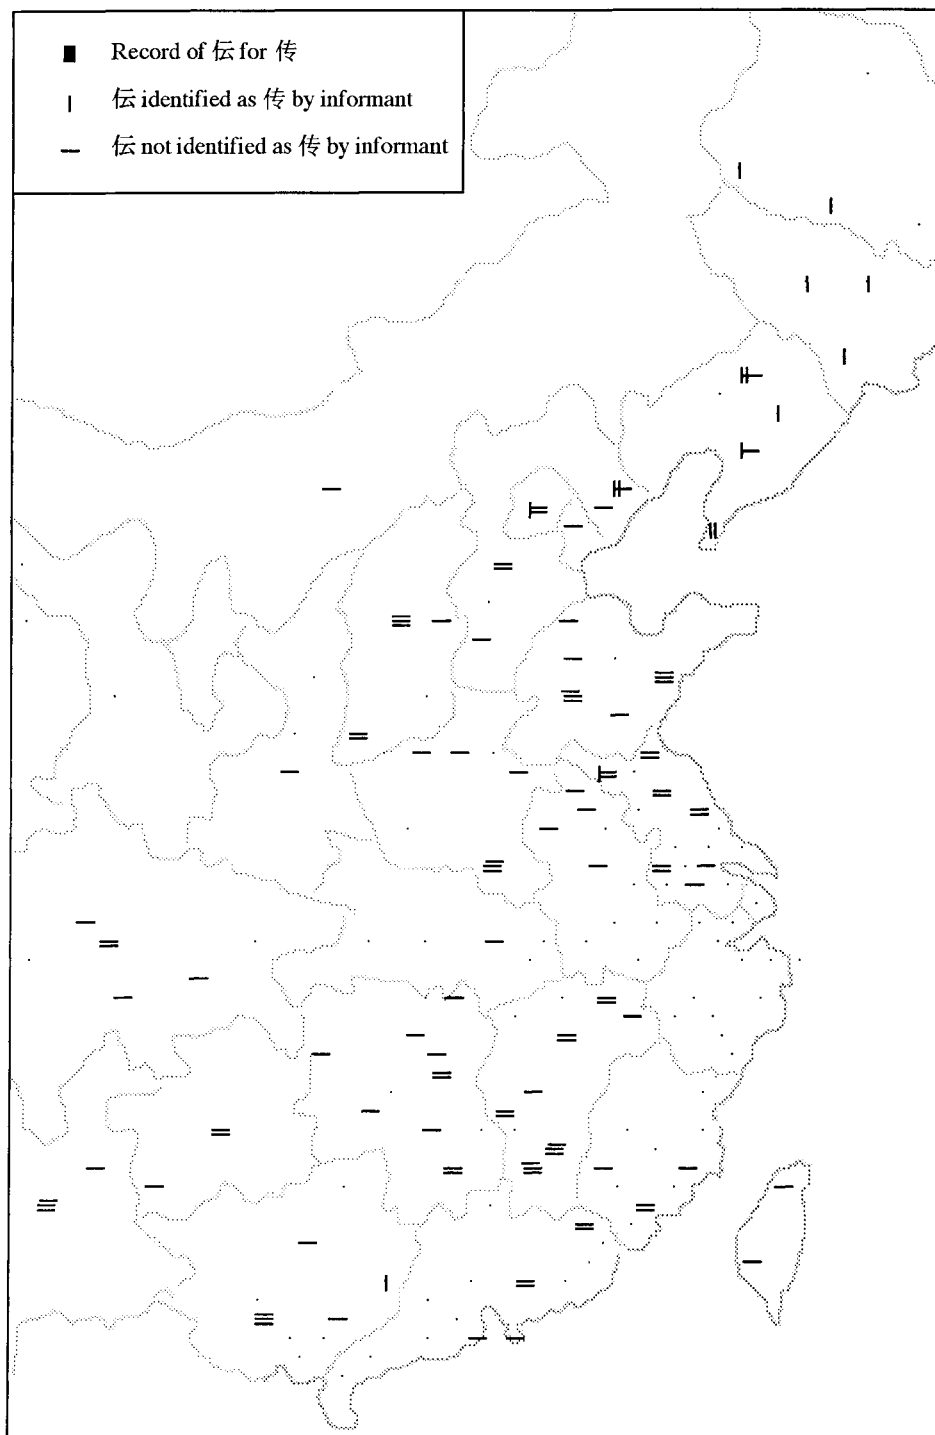 Record of 伝 for 传
伝 identified as 传 by informant
伝 not identified as 传 by informant